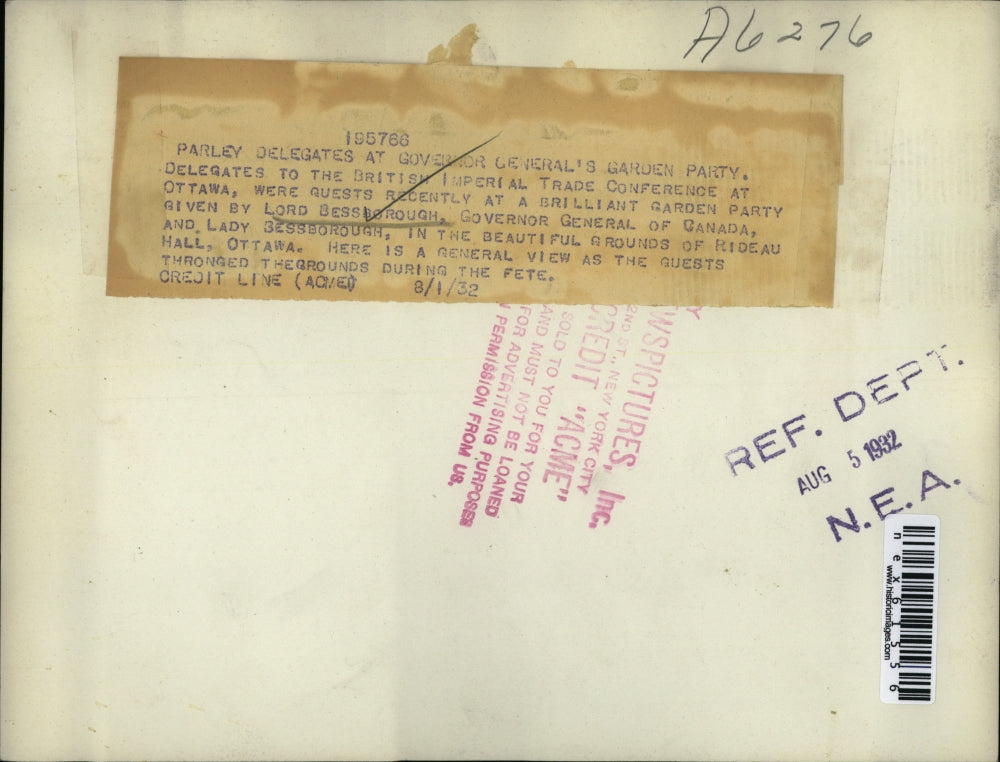 A6276
195766
PARLEY DELEGATES AT GOVERNOR GENERAL'S GARDEN PARTY.
DELEGATES TO THE BRITISH IMPERIAL TRADE CONFERENCE AT
OTTAWA, WERE GUESTS RECENTLY AT A BRILLIANT GARDEN PARTY
GIVEN BY LORD BESSBOROUGH, GOVERNOR GENERAL OF CANADA,
AND LADY BESSBOROUGH, IN THE BEAUTIFUL GROUNDS OF RIDEAU
HALL, OTTAWA. HERE IS A GENERAL VIEW AS THE GUESTS
THRONGED THEGROUNDS DURING THE FETE.
CREDIT LINE (ACME) 8/1/32
Y
WSPICTURES, Inc.
2ND ST., NEW YORK CITY
CREDIT "ACME"
SOLD TO YOU FOR YOUR
AND MUST NOT BE LOANED
FOR ADVERTISING PURPOSES
N PERMISSION FROM US.
REF. DEPT.
AUG 5 1932
N.E.A.
nex61556
www.historicimages.com